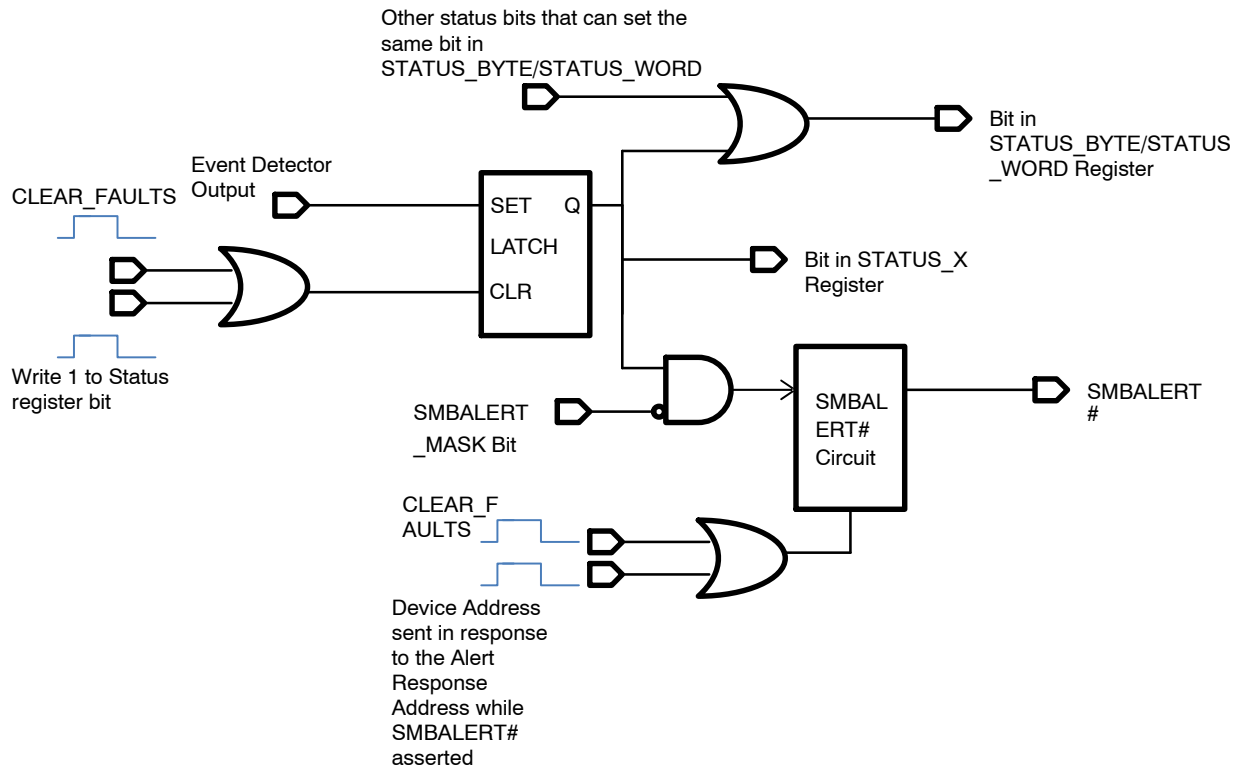 Other status bits that can set the
same bit in
STATUS_BYTE/STATUS_WORD
Bit in
STATUS_BYTE/STATUS
_WORD Register
Event Detector
Output
CLEAR_FAULTS
SET Q
LATCH
CLR
Bit in STATUS_X
Register
Write 1 to Status
register bit
SMBALERT
_MASK Bit
SMBAL
ERT#
Circuit
SMBALERT
#
CLEAR_F
AULTS
Device Address
sent in response
to the Alert
Response
Address while
SMBALERT#
asserted